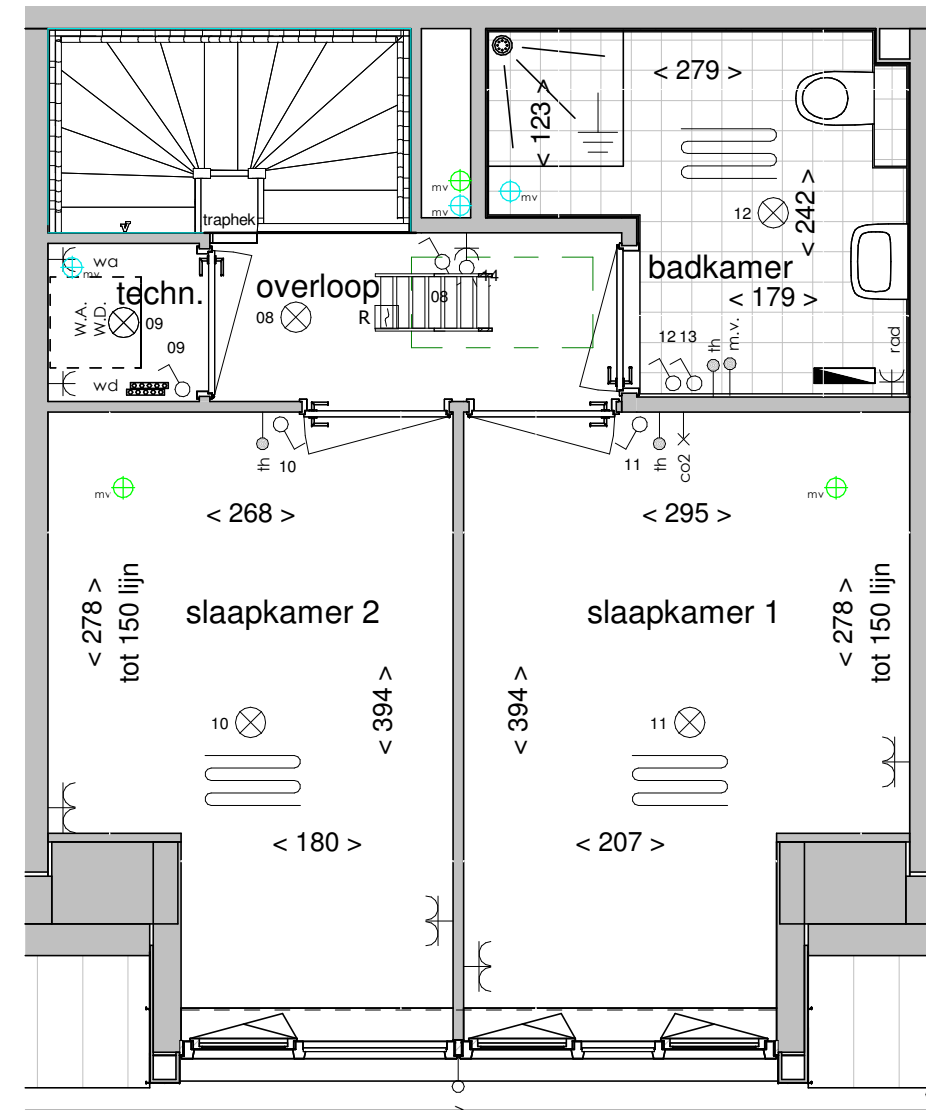 < 279 >
< 123 >
mv
mv
mv
12
< 242 >
traphek
wa
mv
techn.
overloop
badkamer
< 179 >
W.A.
W.D.
09
08
R
08
14
09
wd
12 13
th
m.v.
rad
th
10
11
th
co2
mv
mv
< 268 >
< 295 >
< 278 >
tot 150 lijn
slaapkamer 2
slaapkamer 1
< 278 >
tot 150 lijn
< 394 >
< 394 >
10
11
< 180 >
< 207 >